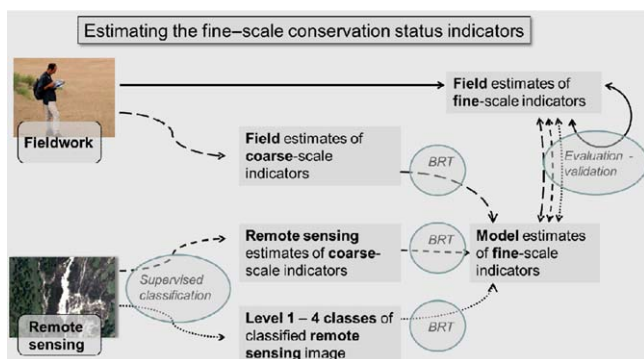 Estimating the fine–scale conservation status indicators
Fieldwork
Field estimates of
fine-scale indicators
Field estimates of
coarse-scale
indicators
BRT
Evaluation -
validation
Remote sensing
estimates of coarse-
scale indicators
BRT
Model estimates
of fine-scale
indicators
Supervised
classification
Remote
sensing
Level 1 – 4 classes of
classified remote
sensing image
BRT